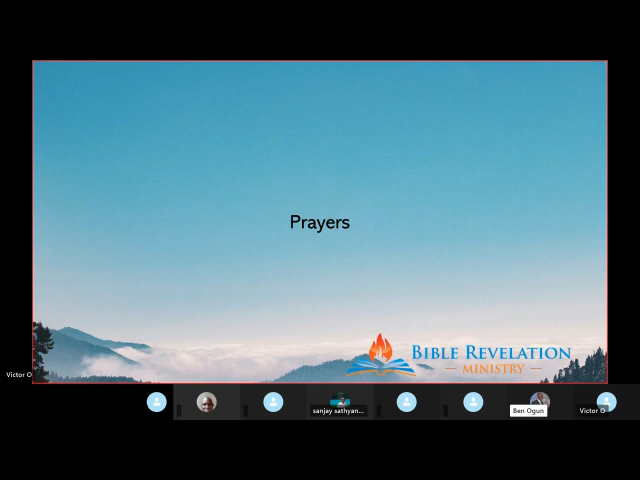 Prayers
BIBLE REVELATION
MINISTRY
Victor O
sanjay sathyan...
Ben Ogun
Victor O